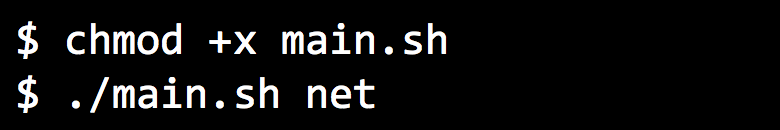 $ chmod +x main.sh
$ ./main.sh net